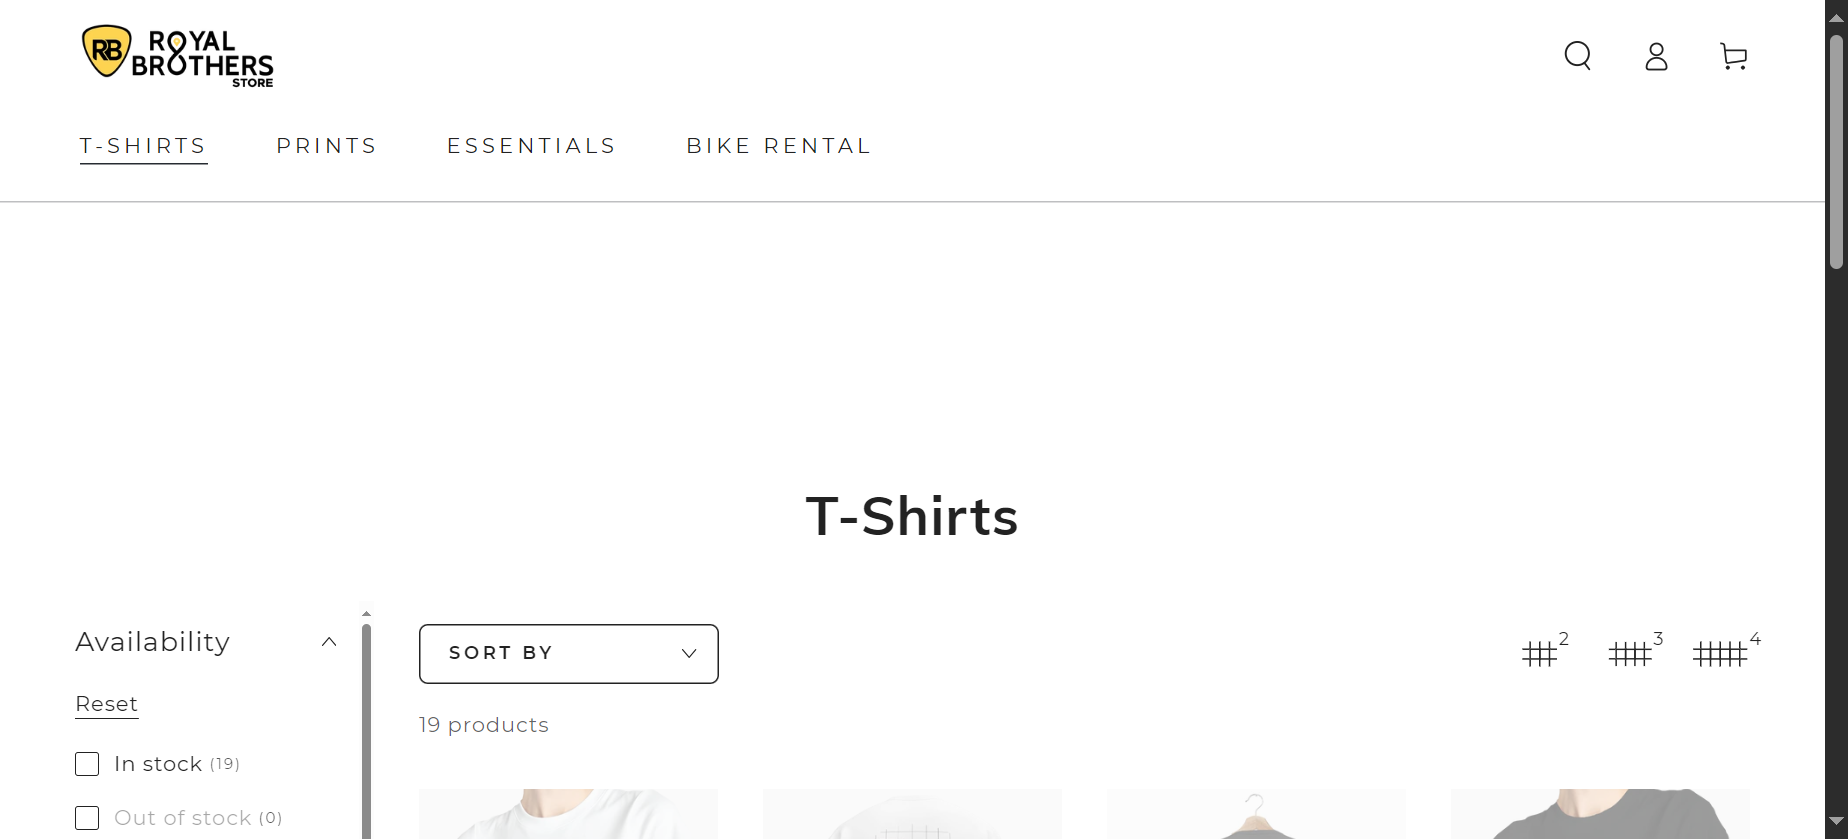 RB ROYAL
BROTHERS
STORE
T-SHIRTS PRINTS ESSENTIALS BIKE RENTAL
T-Shirts
Availability
Reset
In stock (19)
Out of stock (0)
SORT BY
2 3 4
19 products